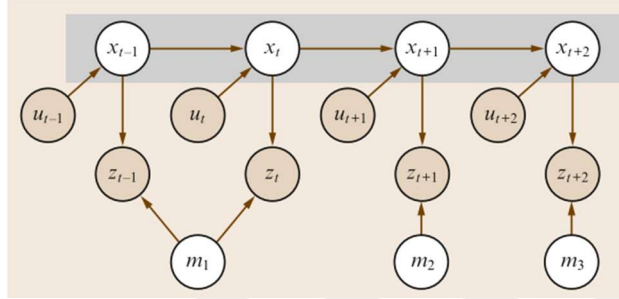 x_{t–1} x_t x_{t+1} x_{t+2}
u_{t–1} u_t u_{t+1} u_{t+2}
z_{t–1} z_t z_{t+1} z_{t+2}
m_1 m_2 m_3